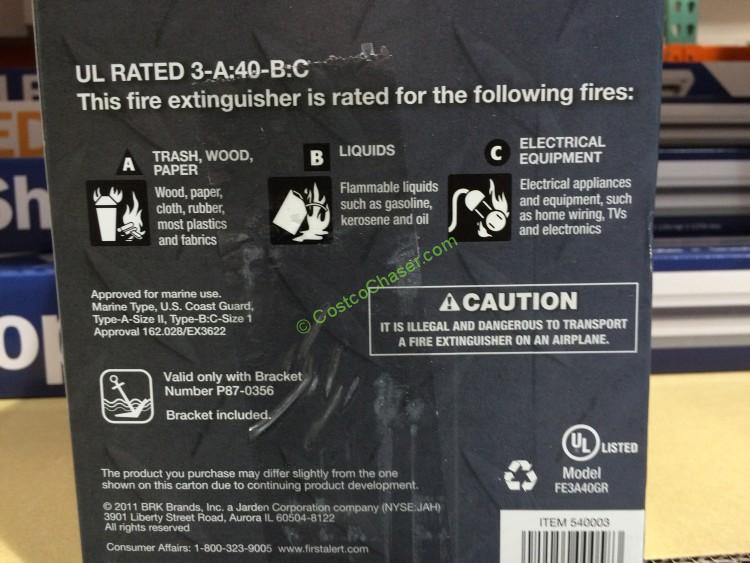 UL RATED 3-A:40-B:C
This fire extinguisher is rated for the following fires:
A
TRASH, WOOD,
PAPER
Wood, paper,
cloth, rubber,
most plastics
and fabrics
B
LIQUIDS
Flammable liquids
such as gasoline,
kerosene and oil
C
ELECTRICAL
EQUIPMENT
Electrical appliances
and equipment, such
as home wiring, TVs
and electronics
© CostcoChaser.com
Approved for marine use.
Marine Type, U.S. Coast Guard,
Type-A-Size II, Type-B:C-Size 1
Approval 162.028/EX3622
CAUTION
IT IS ILLEGAL AND DANGEROUS TO TRANSPORT
A FIRE EXTINGUISHER ON AN AIRPLANE.
Valid only with Bracket
Number P87-0356
Bracket included.
UL LISTED
Model
FE3A40GR
The product you purchase may differ slightly from the one
shown on this carton due to continuing product development.
© 2011 BRK Brands, Inc. a Jarden Corporation company (NYSE:JAH)
3901 Liberty Street Road, Aurora IL 60504-8122
All rights reserved
Consumer Affairs: 1-800-323-9005 www.firstalert.com
ITEM 540003